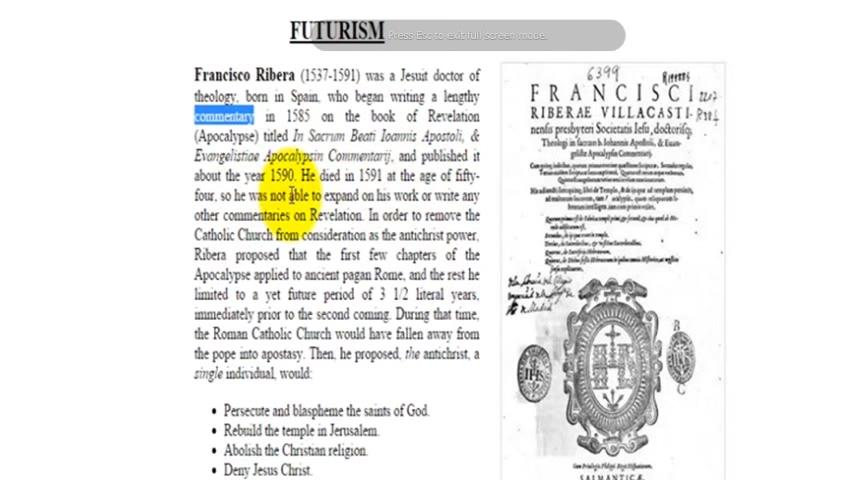 FUTURISM
Press Esc to exit full screen mode.
Francisco Ribera (1537-1591) was a Jesuit doctor of
theology, born in Spain, who began writing a lengthy
commentary in 1585 on the book of Revelation
(Apocalypse) titled In Sacrum Beati Ioannis Apostoli, &
Evangelistiae Apocalypsin Commentarij, and published it
about the year 1590. He died in 1591 at the age of fifty-
four, so he was not able to expand on his work or write any
other commentaries on Revelation. In order to remove the
Catholic Church from consideration as the antichrist power,
Ribera proposed that the first few chapters of the
Apocalypse applied to ancient pagan Rome, and the rest he
limited to a yet future period of 3 1/2 literal years,
immediately prior to the second coming. During that time,
the Roman Catholic Church would have fallen away from
the pope into apostasy. Then, he proposed, the antichrist, a
single individual, would:
• Persecute and blaspheme the saints of God.
• Rebuild the temple in Jerusalem.
• Abolish the Christian religion.
• Deny Jesus Christ.
6399
FRANCISCI
RIBERAE VILLACASTI-
nensis presbyteri Societatis Iesu, doctorisq;
Theologi in sacram b. Iohannis Apostoli, & Euan-
gelistae Apocalypsim Commentarij.
IHS
B
C
SALMANTICAE